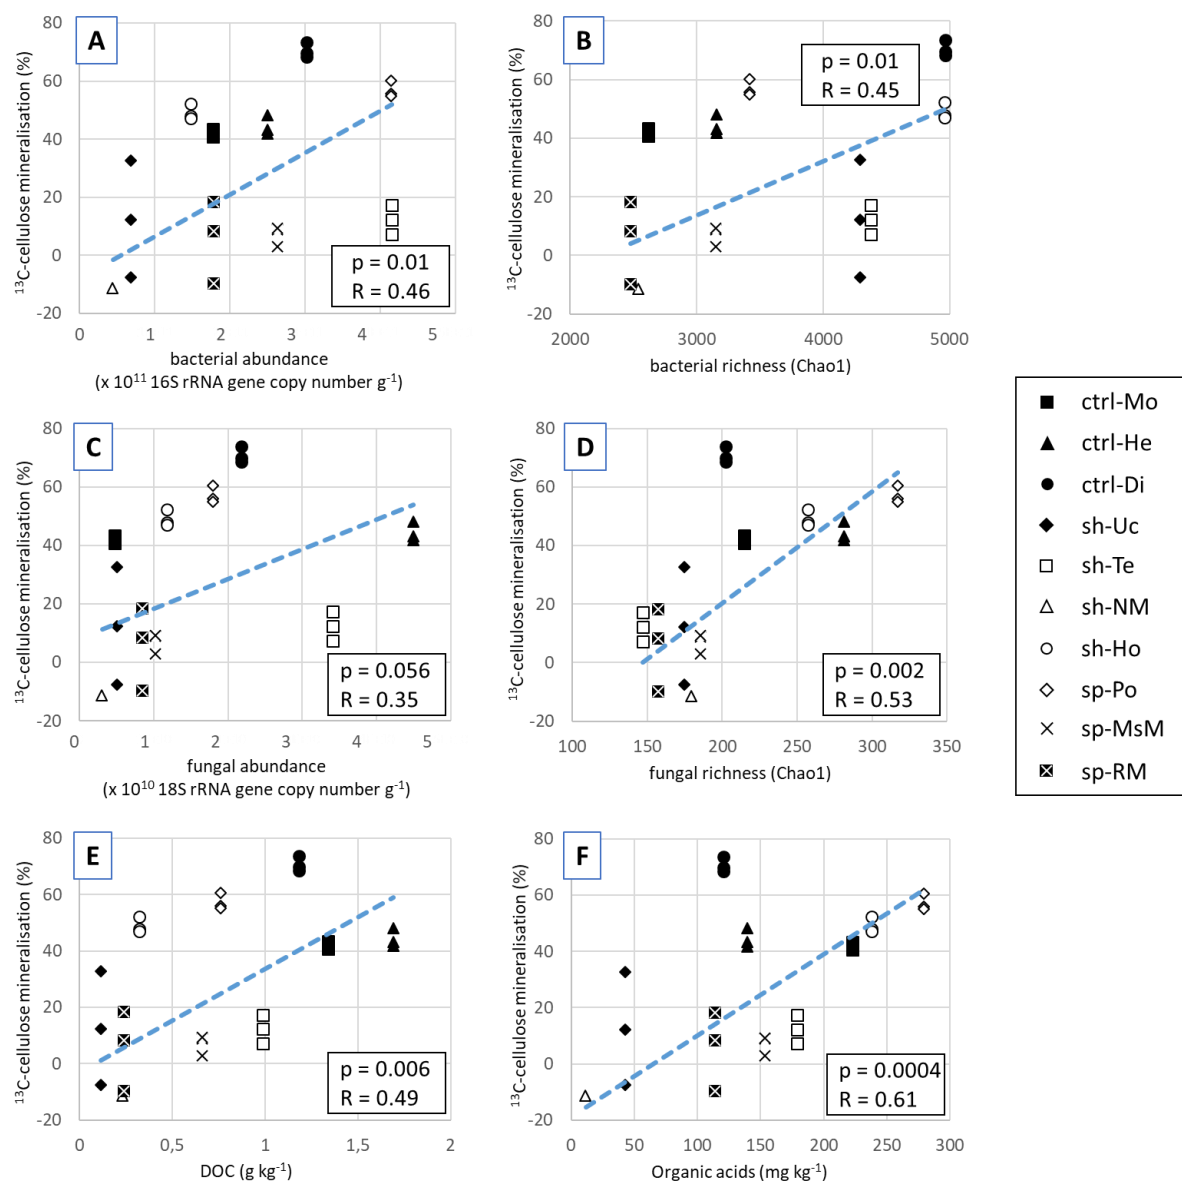 A
¹³C-cellulose mineralisation (%)
80
60
40
20
0
-20
p = 0.01
R = 0.46
0 1 2 3 4 5
bacterial abundance
(x 10¹¹ 16S rRNA gene copy number g⁻¹)
B
¹³C-cellulose mineralisation (%)
80
60
40
20
0
-20
p = 0.01
R = 0.45
2000 3000 4000 5000
bacterial richness (Chao1)
C
¹³C-cellulose mineralisation (%)
80
60
40
20
0
-20
p = 0.056
R = 0.35
0 1 2 3 4 5
fungal abundance
(x 10¹⁰ 18S rRNA gene copy number g⁻¹)
D
¹³C-cellulose mineralisation (%)
80
60
40
20
0
-20
p = 0.002
R = 0.53
100 150 200 250 300 350
fungal richness (Chao1)
ctrl-Mo
ctrl-He
ctrl-Di
sh-Uc
sh-Te
sh-NM
sh-Ho
sp-Po
sp-MsM
sp-RM
E
¹³C-cellulose mineralisation (%)
80
60
40
20
0
-20
p = 0.006
R = 0.49
0 0,5 1 1,5 2
DOC (g kg⁻¹)
F
¹³C-cellulose mineralisation (%)
80
60
40
20
0
-20
p = 0.0004
R = 0.61
0 50 100 150 200 250 300
Organic acids (mg kg⁻¹)